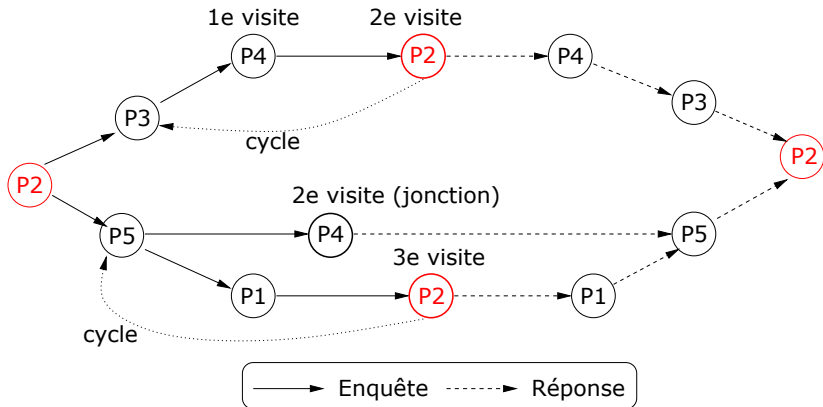 1e visite 2e visite
P4 P2 P4
P3 P3
cycle
P2 P2
2e visite (jonction)
P5 P4 P5
3e visite
P1 P2 P1
cycle
Enquête Réponse